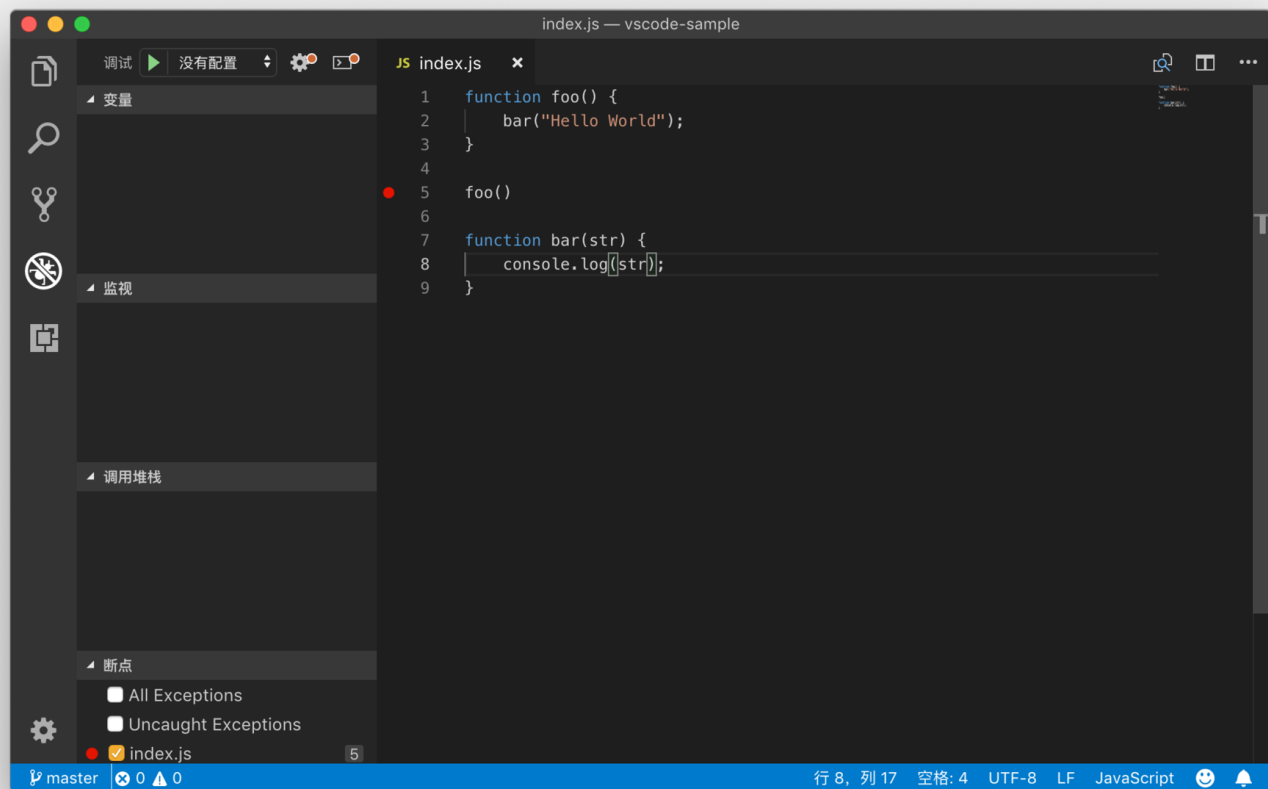 index.js — vscode-sample
调试 没有配置
JS index.js
变量
监视
调用堆栈
断点
All Exceptions
Uncaught Exceptions
index.js 5
1 function foo() {
2     bar("Hello World");
3 }
4
5 foo()
6
7 function bar(str) {
8     console.log(str);
9 }
master 0 0
行 8，列 17 空格: 4 UTF-8 LF JavaScript